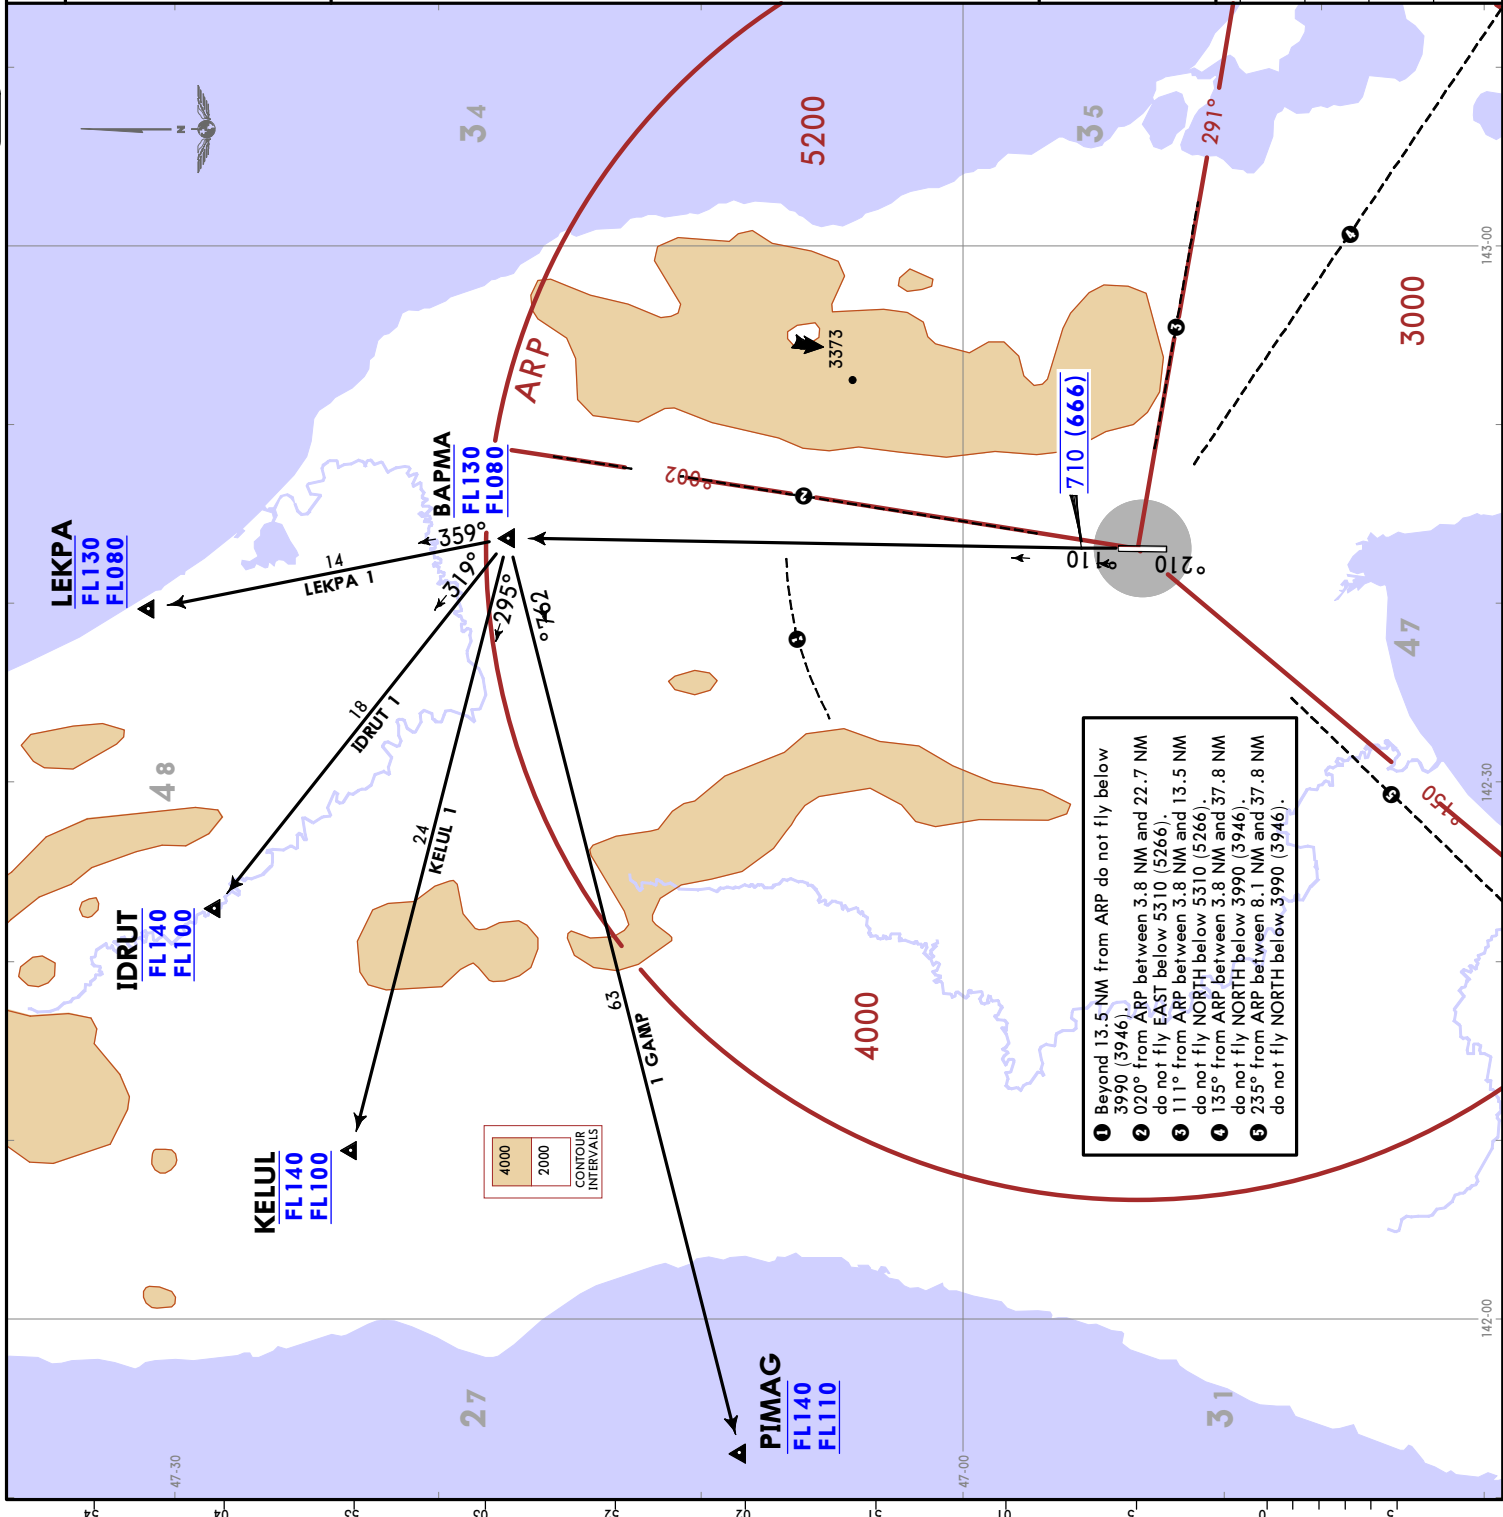 LEKPA
FL130
FL080
14
LEKPA 1
BAPMA
FL130
FL080
359°
319°
295°
ARP
5200
34
35
291°
143-00
3000
3373
002°
710 (666)
011°
210°
47
050°
142-30
IDRUT
FL140
FL100
18
IDRUT 1
48
KELUL
FL140
FL100
24
KELUL 1
PIMAG
FL140
FL110
63
4000
4000
2000
CONTOUR
INTERVALS
1 Beyond 13.5 NM from ARP do not fly below
3990 (3946).
2 020° from ARP between 3.8 NM and 22.7 NM
do not fly EAST below 5310 (5266).
3 111° from ARP between 3.8 NM and 13.5 NM
do not fly NORTH below 5310 (5266).
4 135° from ARP between 3.8 NM and 37.8 NM
do not fly NORTH below 3990 (3946).
5 235° from ARP between 8.1 NM and 37.8 NM
do not fly NORTH below 3990 (3946).
1
2
3
4
5
N
27
31
47-30
47-00
142-00